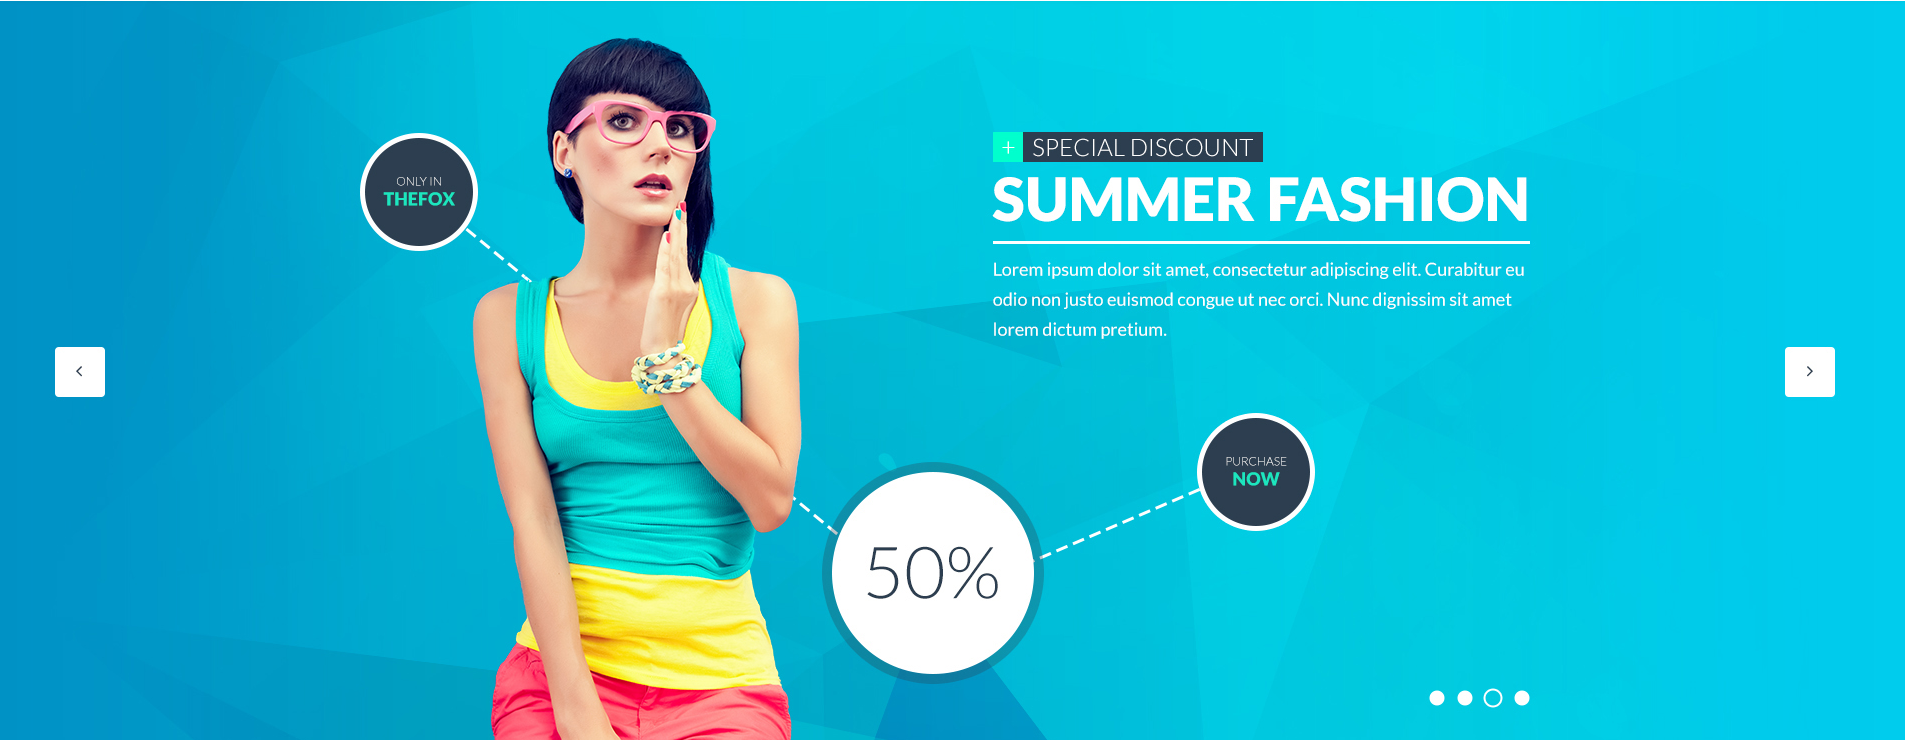 ONLY IN
THEFOX
+ SPECIAL DISCOUNT
SUMMER FASHION
Lorem ipsum dolor sit amet, consectetur adipiscing elit. Curabitur eu
odio non justo euismod congue ut nec orci. Nunc dignissim sit amet
lorem dictum pretium.
PURCHASE
NOW
50%